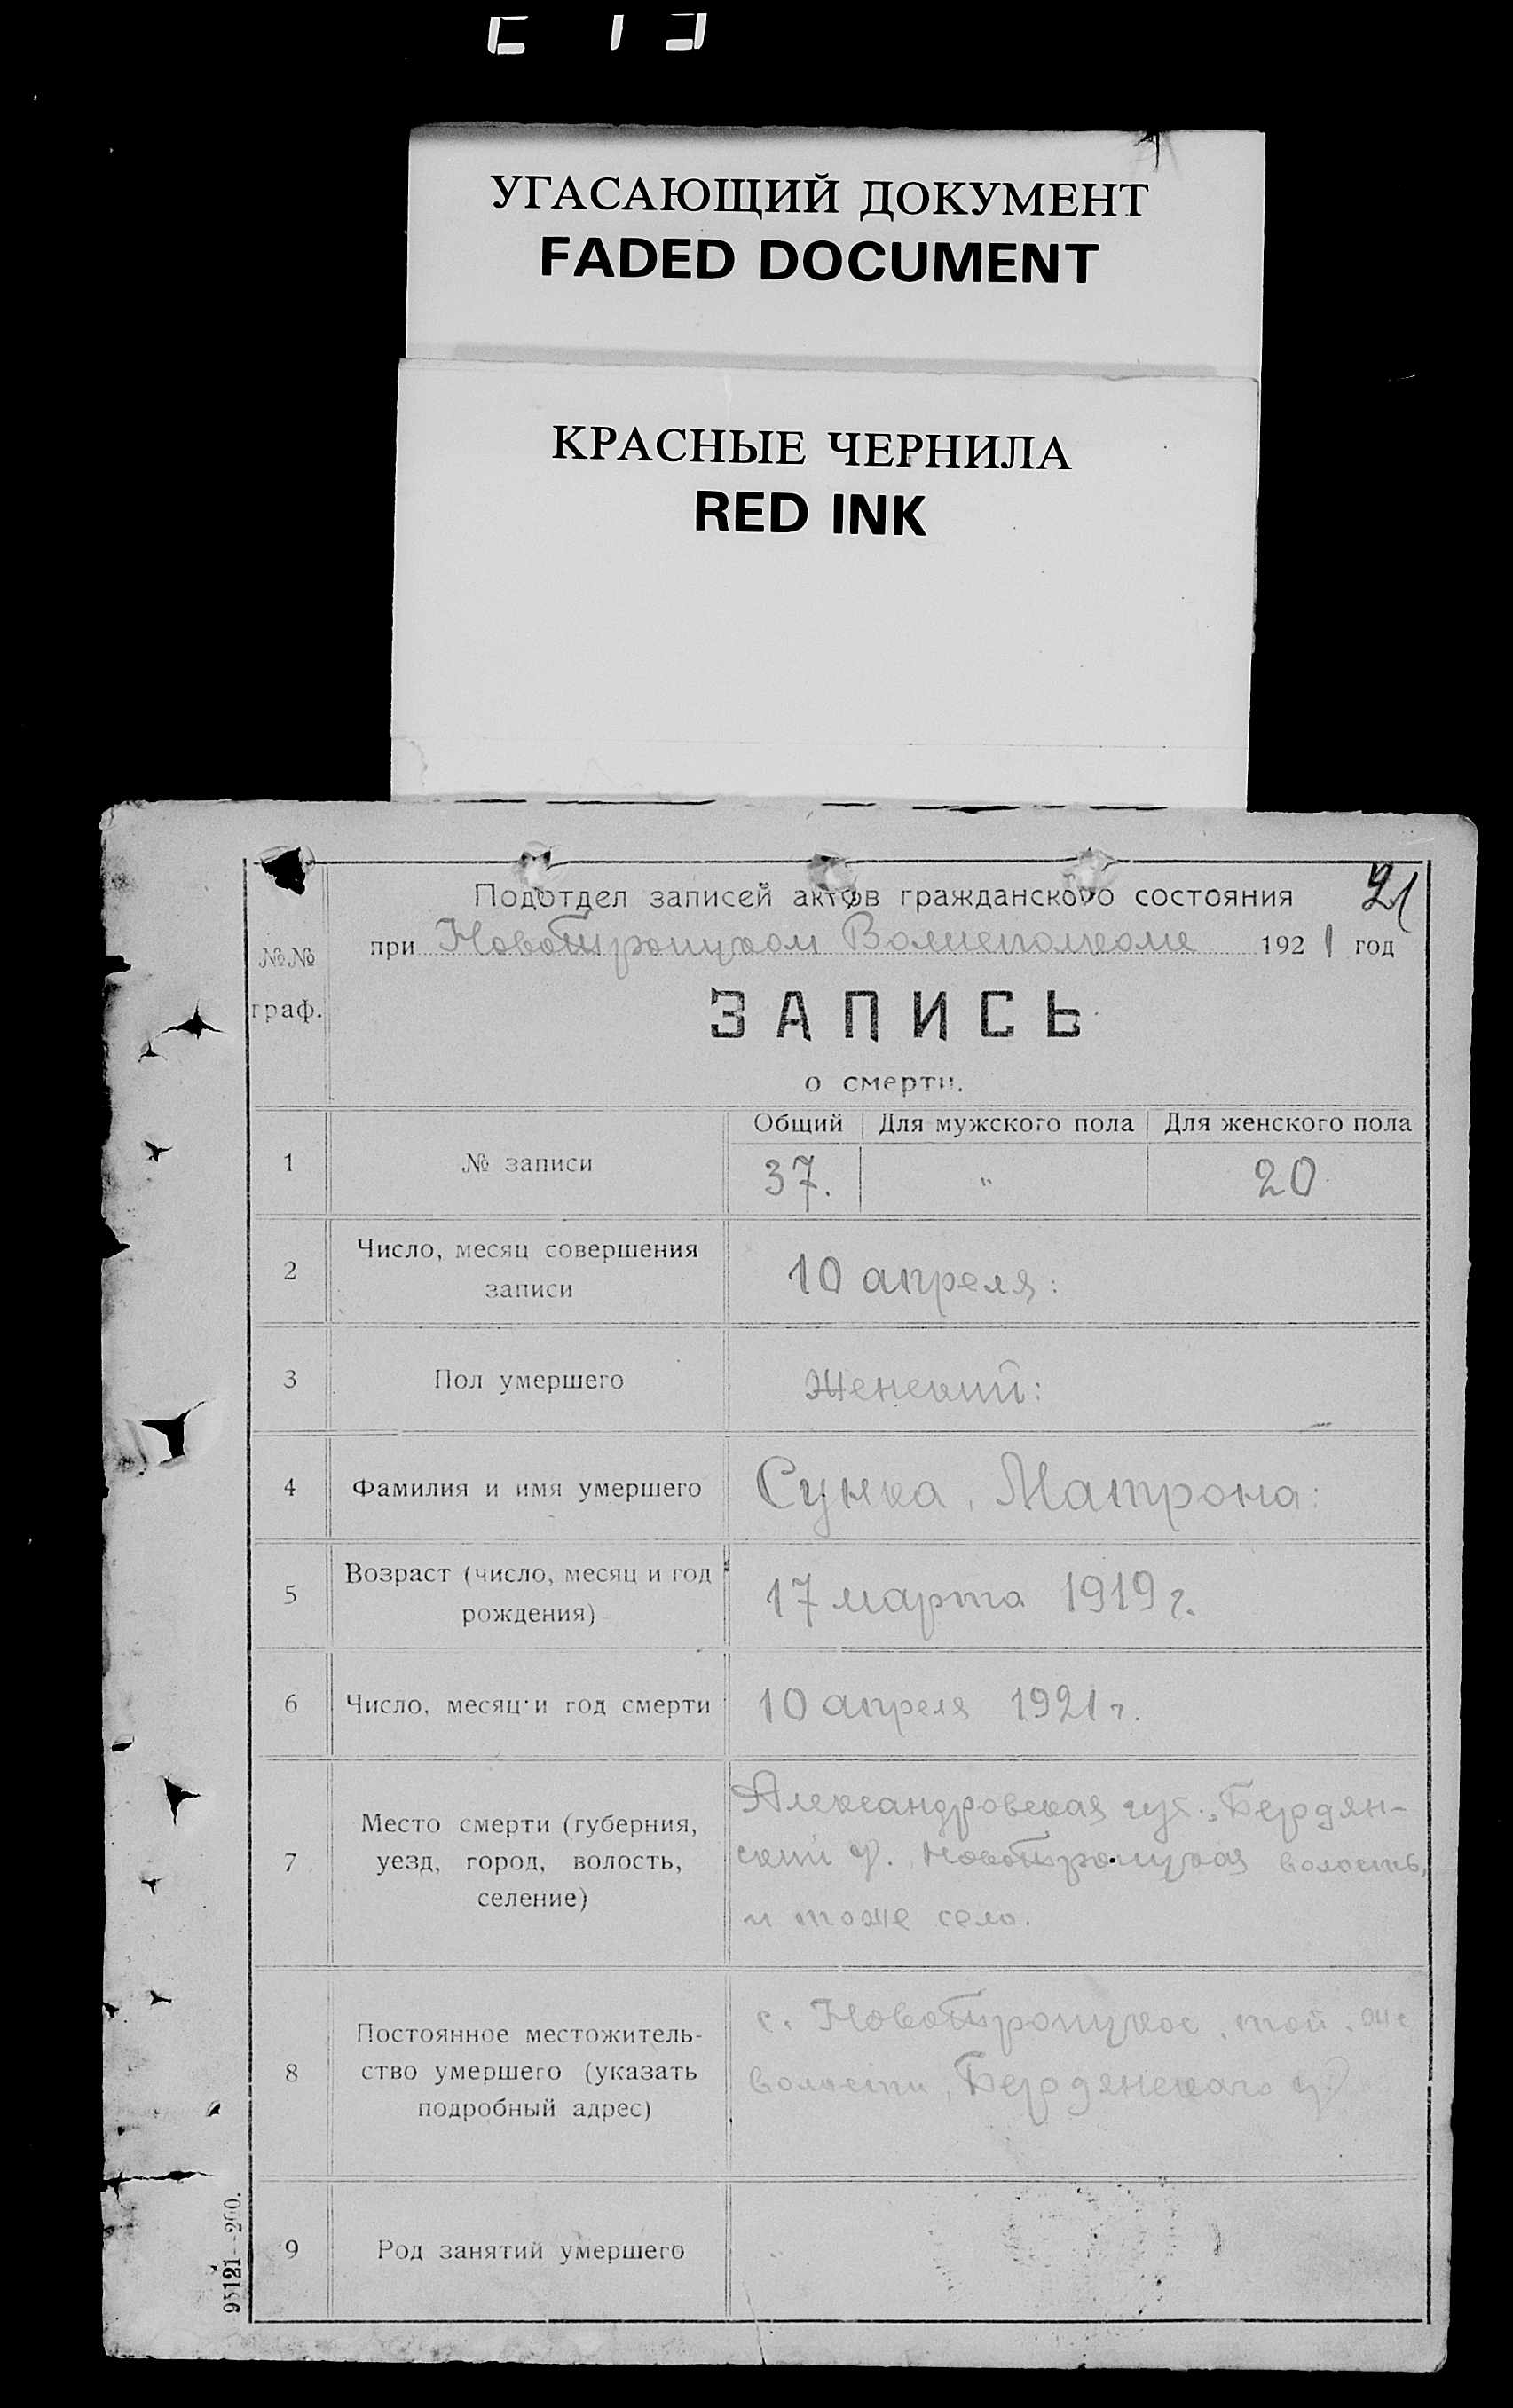 УГАСАЮЩИЙ ДОКУМЕНТ
FADED DOCUMENT
КРАСНЫЕ ЧЕРНИЛА
RED INK
21
Подотдел записей актов гражданского состояния
при Новотроицком Волисполкоме 1921 год
№№
граф.
ЗАПИСЬ
о смерти.
Общий Для мужского пола Для женского пола
1 № записи 37. " 20
2 Число, месяц совершения
записи
10 апреля:
3 Пол умершего женский:
4 Фамилия и имя умершего Сунка, Матрона:
5 Возраст (число, месяц и год
рождения)
17 марта 1919 г.
6 Число, месяц и год смерти 10 апреля 1921 г.
7 Место смерти (губерния,
уезд, город, волость,
селение)
Александровская губ., Бердян-
ский у. Новотроицкая волость,
и тоже село.
8 Постоянное местожитель-
ство умершего (указать
подробный адрес)
с. Новотроицкое, той же
волости, Бердянскаго у.
9 Род занятий умершего
95121—200.